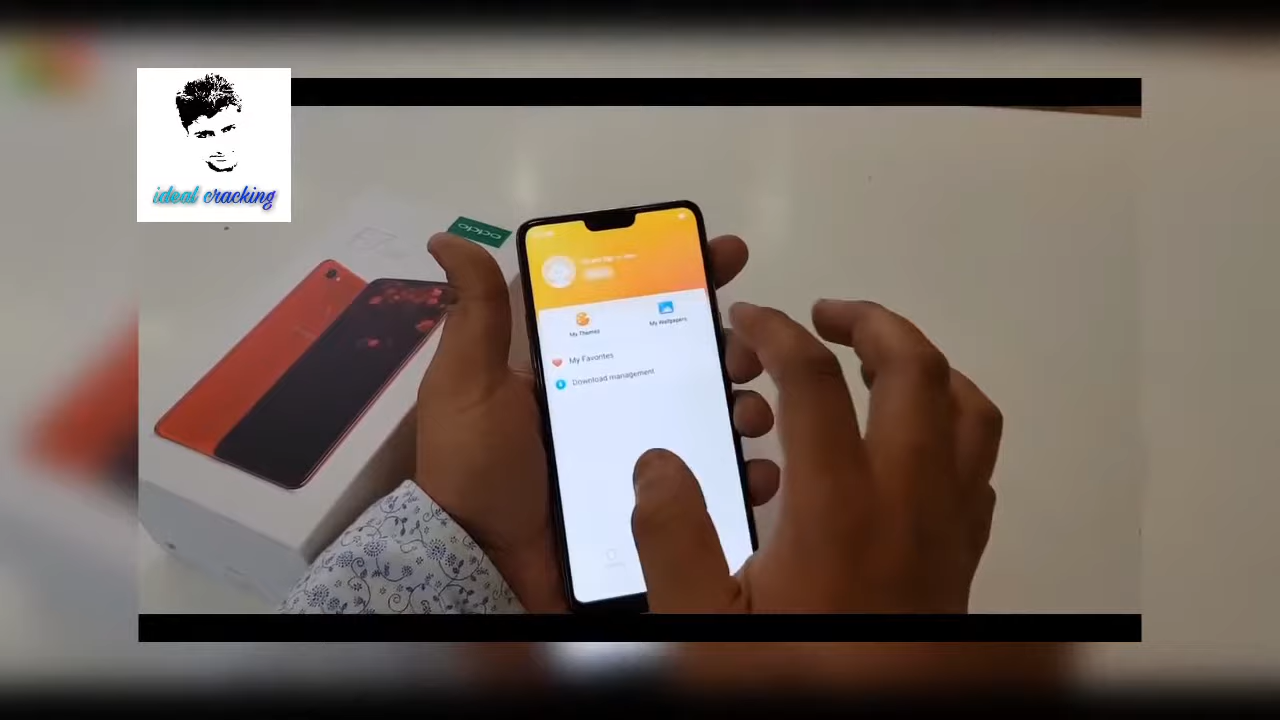 ideal cracking
oppo
My Themes
My Wallpapers
My Favorites
Download management